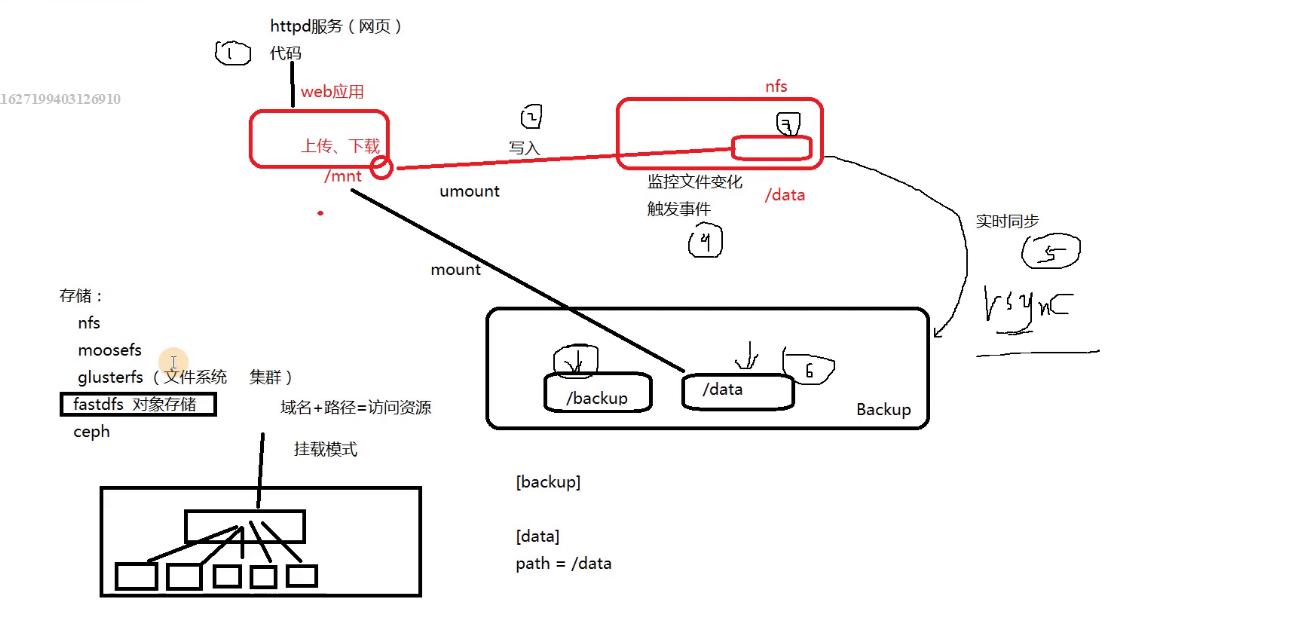 httpd服务（网页）
1
代码
1627199403126910
web应用
nfs
2
3
上传、下载
写入
/mnt
umount
监控文件变化
/data
触发事件
4
实时同步
5
mount
rsync
存储：
nfs
moosefs
glusterfs（文件系统 集群）
fastdfs 对象存储
ceph
域名+路径=访问资源
挂载模式
/backup
/data
6
Backup
[backup]
[data]
path = /data